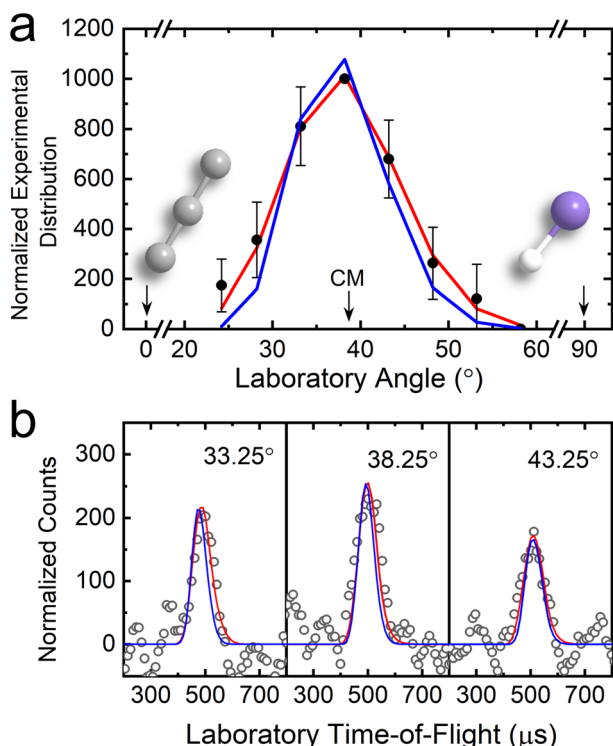 a
Normalized Experimental
Distribution
1200
1000
800
600
400
200
0
CM
0 20 30 40 50 60 90
Laboratory Angle (°)
b
Normalized Counts
300
200
100
0
33.25° 38.25° 43.25°
300 500 700 300 500 700 300 500 700
Laboratory Time-of-Flight (μs)